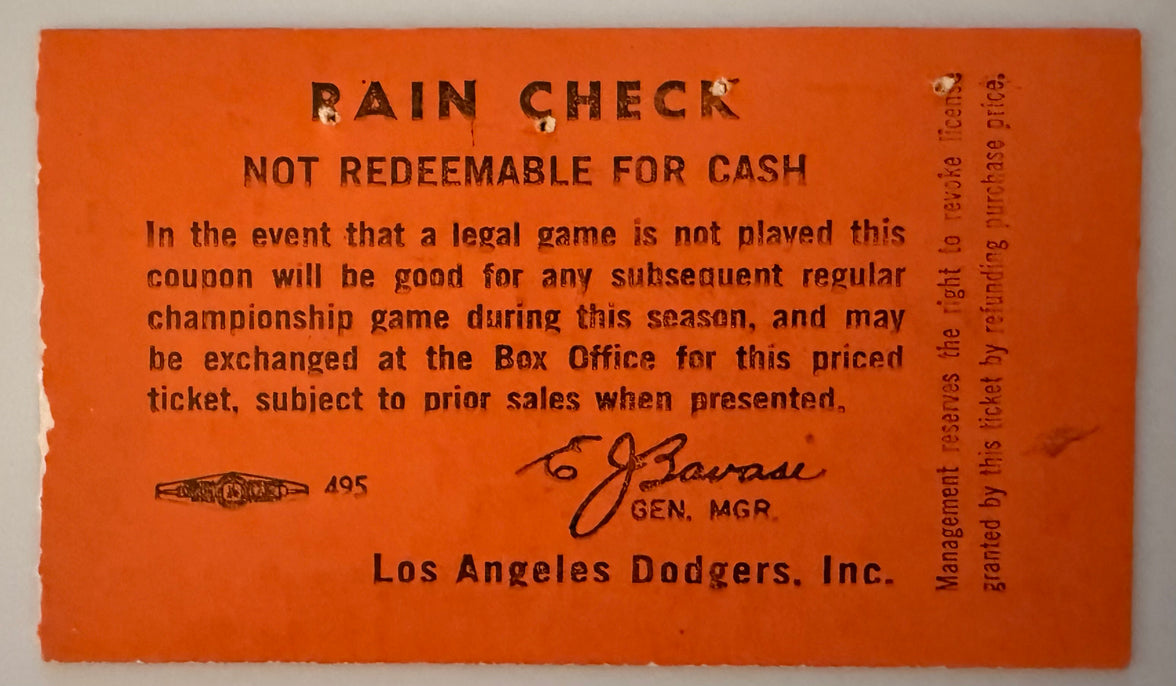 RAIN CHECK
NOT REDEEMABLE FOR CASH
In the event that a legal game is not played this
coupon will be good for any subsequent regular
championship game during this season, and may
be exchanged at the Box Office for this priced
ticket, subject to prior sales when presented.
E J Bavasi
GEN. MGR.
495
Los Angeles Dodgers, Inc.
Management reserves the right to revoke license
granted by this ticket by refunding purchase price.